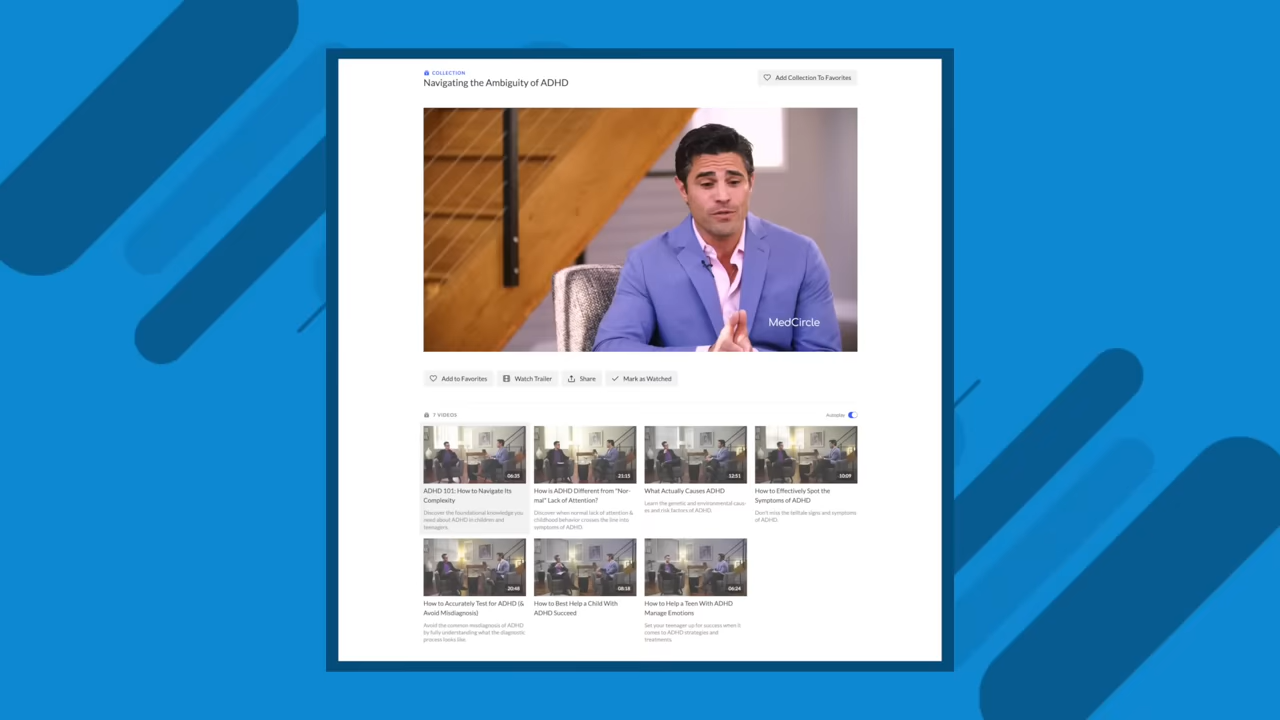 COLLECTION
Navigating the Ambiguity of ADHD
Add Collection To Favorites
MedCircle
Add to Favorites
Watch Trailer
Share
Mark as Watched
7 VIDEOS
Autoplay
06:35
21:15
12:51
10:09
ADHD 101: How to Navigate Its
Complexity
Discover the foundational knowledge you
need about ADHD in children and
teenagers.
How is ADHD Different from "Nor-
mal" Lack of Attention?
Discover when normal lack of attention &
childhood behavior crosses the line into
symptoms of ADHD.
What Actually Causes ADHD
Learn the genetic and environmental caus-
es and risk factors of ADHD.
How to Effectively Spot the
Symptoms of ADHD
Don't miss the telltale signs and symptoms
of ADHD.
20:48
08:18
06:24
How to Accurately Test for ADHD (&
Avoid Misdiagnosis)
Avoid the common misdiagnosis of ADHD
by fully understanding what the diagnostic
process looks like.
How to Best Help a Child With
ADHD Succeed
How to Help a Teen With ADHD
Manage Emotions
Set your teenager up for success when it
comes to ADHD strategies and
treatments.